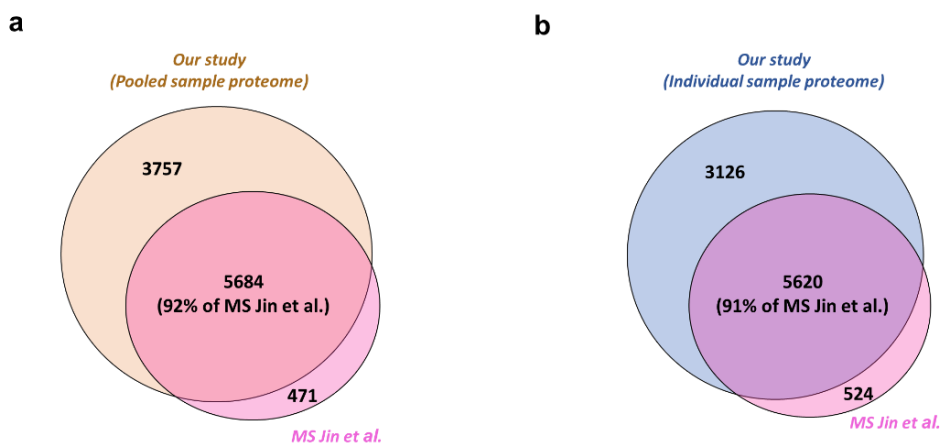 a
Our study
(Pooled sample proteome)
3757
5684
(92% of MS Jin et al.)
471
MS Jin et al.
b
Our study
(Individual sample proteome)
3126
5620
(91% of MS Jin et al.)
524
MS Jin et al.